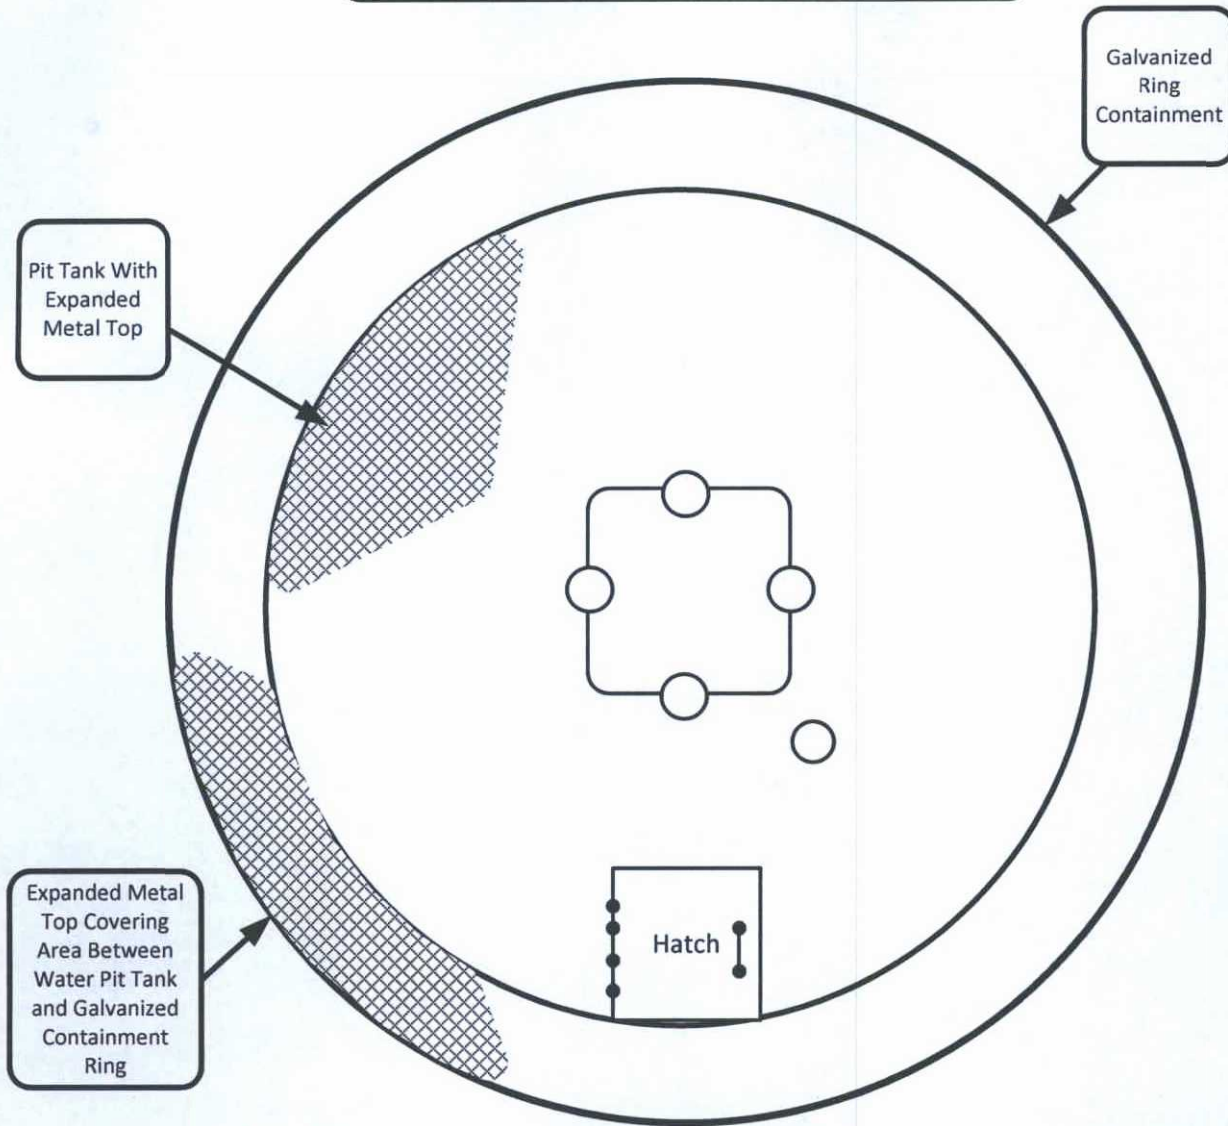 Galvanized
Ring
Containment
Pit Tank With
Expanded
Metal Top
Expanded Metal
Top Covering
Area Between
Water Pit Tank
and Galvanized
Containment
Ring
Hatch